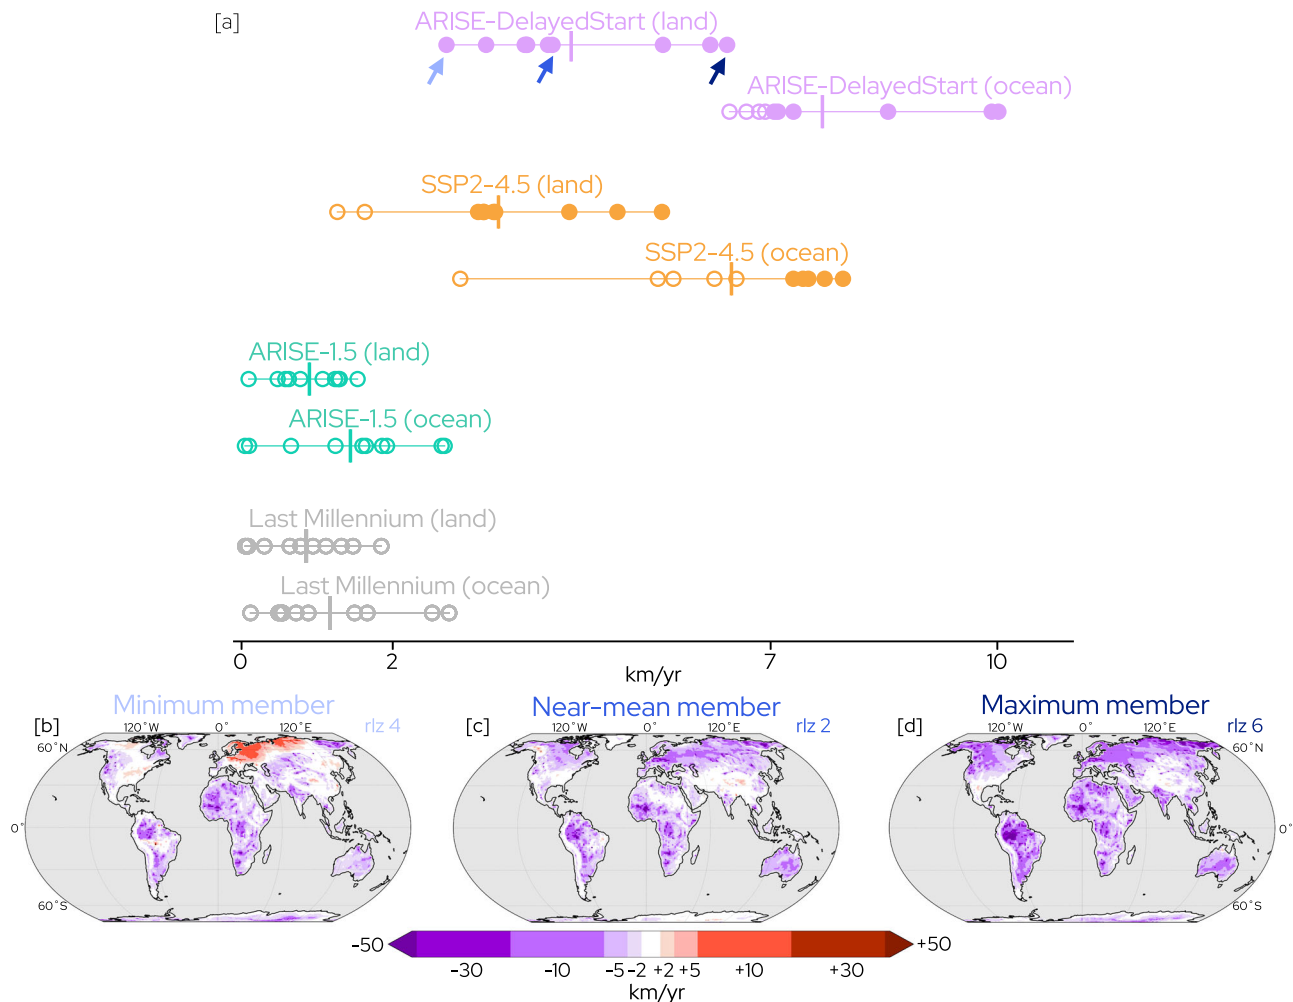 [a]
ARISE-DelayedStart (land)
ARISE-DelayedStart (ocean)
SSP2-4.5 (land)
SSP2-4.5 (ocean)
ARISE-1.5 (land)
ARISE-1.5 (ocean)
Last Millennium (land)
Last Millennium (ocean)
0 2 7 10
km/yr
Minimum member
[b] 120°W 0° 120°E rlz 4
60°N
0°
60°S
Near-mean member
[c] 120°W 0° 120°E rlz 2
Maximum member
[d] 120°W 0° 120°E rlz 6
60°N
0°
60°S
-50 +50
-30 -10 -5 -2 +2 +5 +10 +30
km/yr